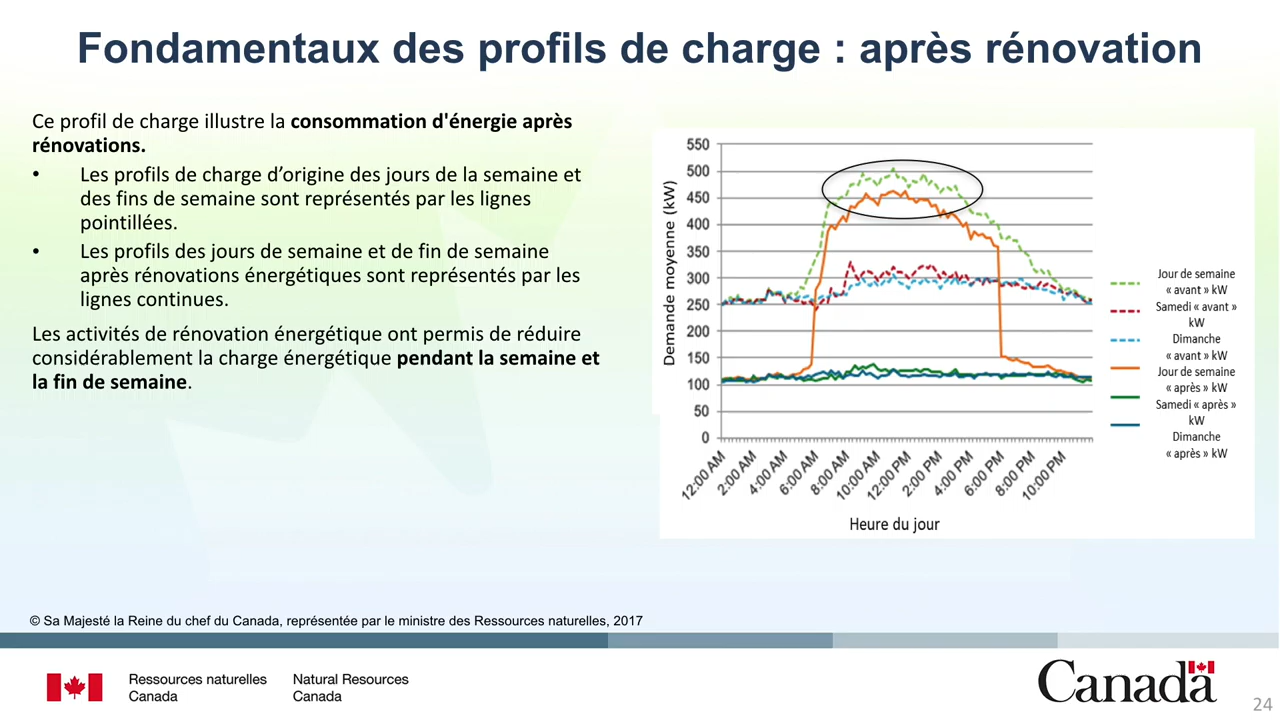 Fondamentaux des profils de charge : après rénovation
Ce profil de charge illustre la consommation d'énergie après
rénovations.
• Les profils de charge d’origine des jours de la semaine et
des fins de semaine sont représentés par les lignes
pointillées.
• Les profils des jours de semaine et de fin de semaine
après rénovations énergétiques sont représentés par les
lignes continues.
Les activités de rénovation énergétique ont permis de réduire
considérablement la charge énergétique pendant la semaine et
la fin de semaine.
Demande moyenne (kW)
550
500
450
400
350
300
250
200
150
100
50
0
12:00 AM
2:00 AM
4:00 AM
6:00 AM
8:00 AM
10:00 AM
12:00 PM
2:00 PM
4:00 PM
6:00 PM
8:00 PM
10:00 PM
Heure du jour
Jour de semaine
« avant » kW
Samedi « avant »
kW
Dimanche
« avant » kW
Jour de semaine
« après » kW
Samedi « après »
kW
Dimanche
« après » kW
© Sa Majesté la Reine du chef du Canada, représentée par le ministre des Ressources naturelles, 2017
Ressources naturelles
Canada
Natural Resources
Canada
Canada
24